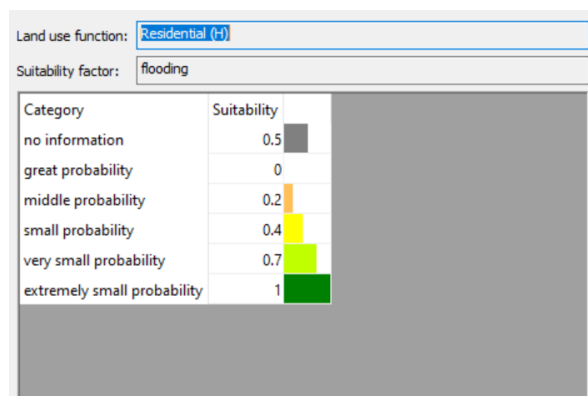 Land use function: Residential (H)
Suitability factor: flooding
Category Suitability
no information 0.5
great probability 0
middle probability 0.2
small probability 0.4
very small probability 0.7
extremely small probability 1